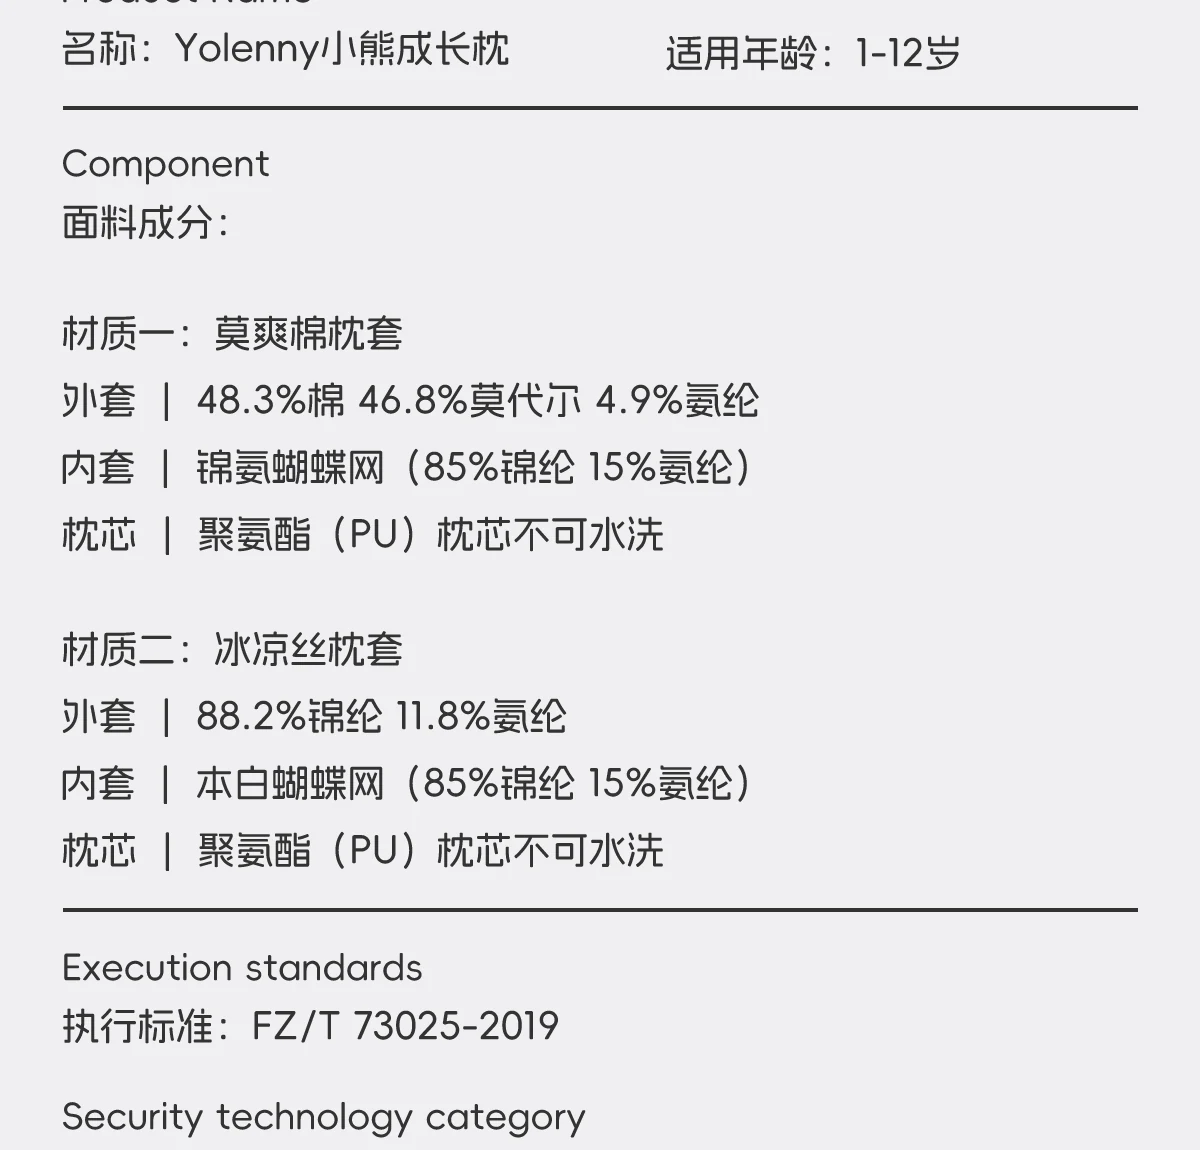 Product Name
名称：Yolenny小熊成长枕 适用年龄：1-12岁
Component
面料成分：
材质一：莫爽棉枕套
外套 | 48.3%棉 46.8%莫代尔 4.9%氨纶
内套 | 锦氨蝴蝶网（85%锦纶 15%氨纶）
枕芯 | 聚氨酯（PU）枕芯不可水洗
材质二：冰凉丝枕套
外套 | 88.2%锦纶 11.8%氨纶
内套 | 本白蝴蝶网（85%锦纶 15%氨纶）
枕芯 | 聚氨酯（PU）枕芯不可水洗
Execution standards
执行标准：FZ/T 73025-2019
Security technology category